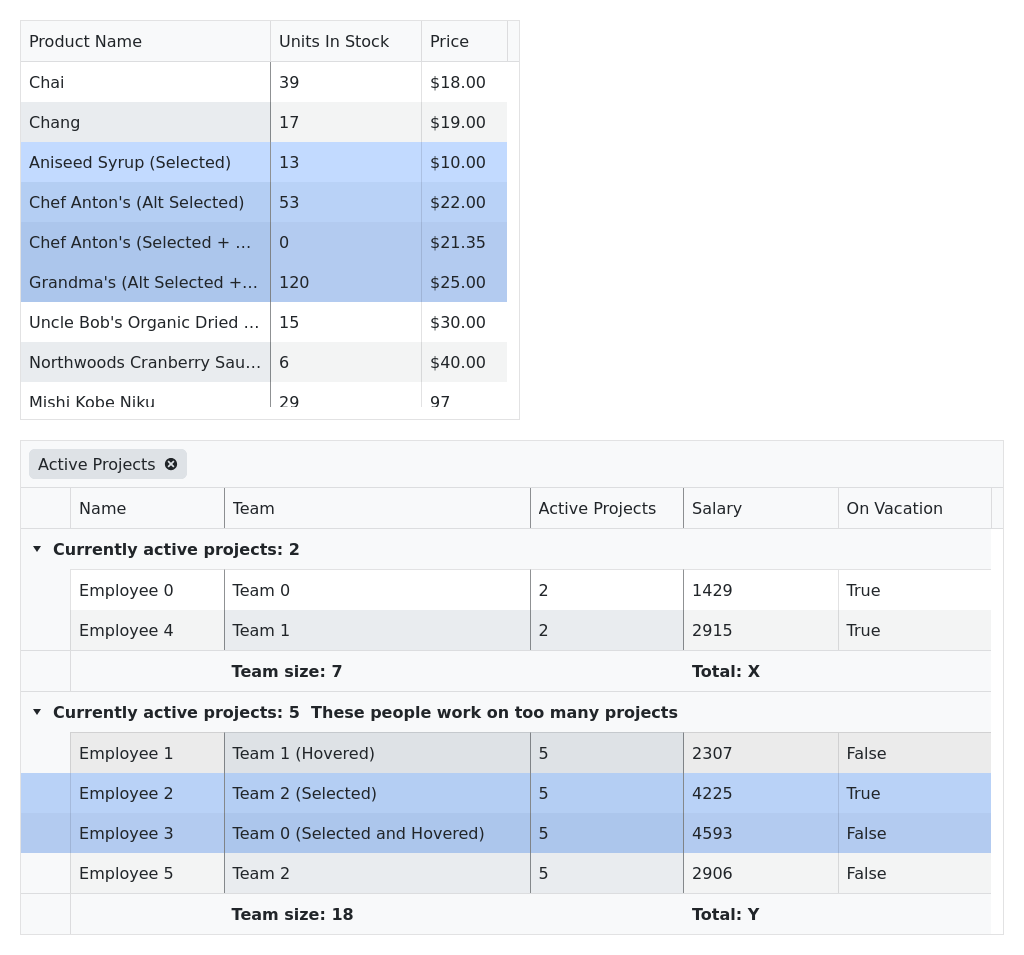 Product Name Units In Stock Price
Chai 39 $18.00
Chang 17 $19.00
Aniseed Syrup (Selected) 13 $10.00
Chef Anton's (Alt Selected) 53 $22.00
Chef Anton's (Selected + … 0 $21.35
Grandma's (Alt Selected +… 120 $25.00
Uncle Bob's Organic Dried … 15 $30.00
Northwoods Cranberry Sau… 6 $40.00
Mishi Kobe Niku 29 97
Active Projects
Name Team Active Projects Salary On Vacation
Currently active projects: 2
Employee 0 Team 0 2 1429 True
Employee 4 Team 1 2 2915 True
Team size: 7 Total: X
Currently active projects: 5 These people work on too many projects
Employee 1 Team 1 (Hovered) 5 2307 False
Employee 2 Team 2 (Selected) 5 4225 True
Employee 3 Team 0 (Selected and Hovered) 5 4593 False
Employee 5 Team 2 5 2906 False
Team size: 18 Total: Y